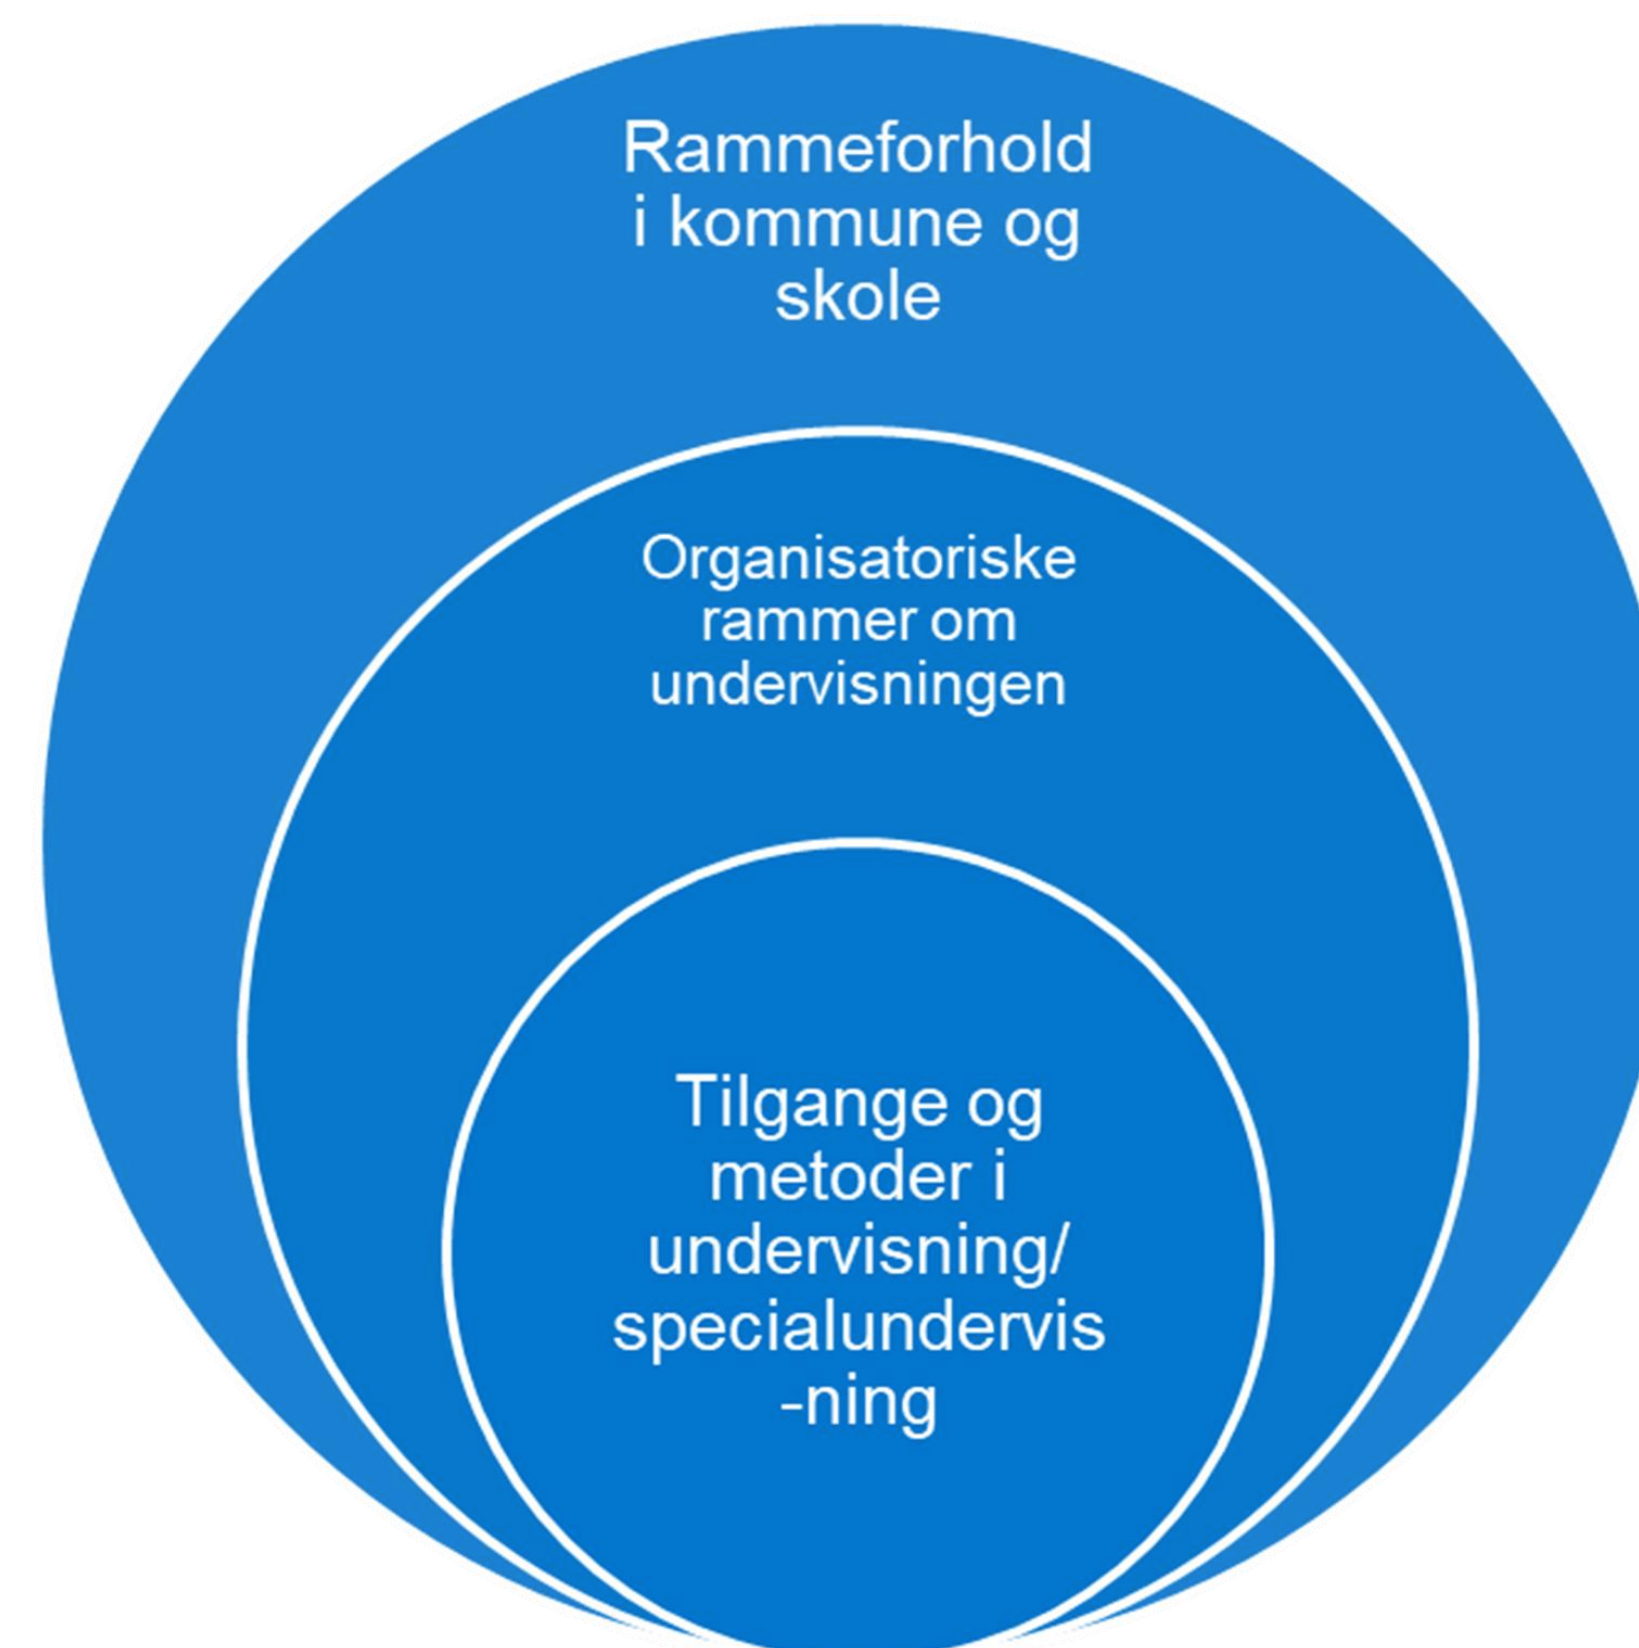 Rammeforhold
i kommune og
skole
Organisatoriske
rammer om
undervisningen
Tilgange og
metoder i
undervisning/
specialundervis
-ning